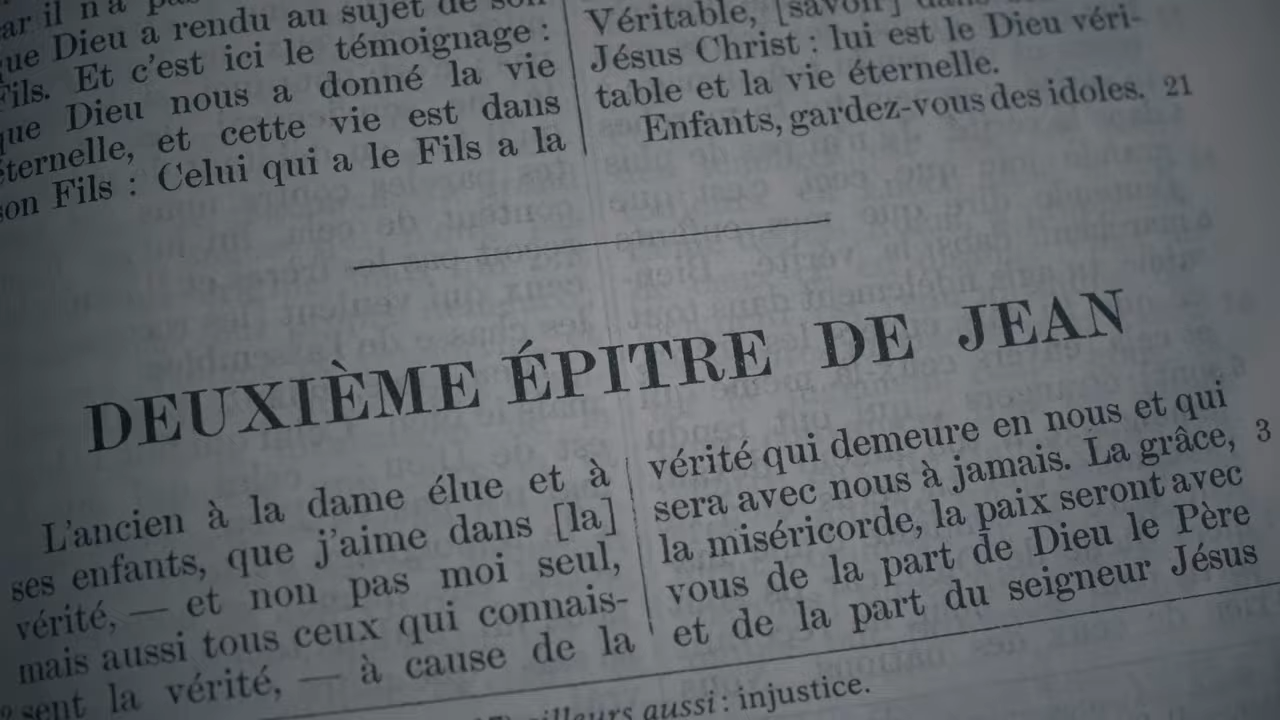 il n'a
que Dieu a rendu au sujet de son
Fils. Et c'est ici le témoignage :
que Dieu nous a donné la vie
éternelle, et cette vie est dans
son Fils : Celui qui a le Fils a la
Véritable, [savoir]
Jésus Christ : lui est le Dieu véri-
table et la vie éternelle.
Enfants, gardez-vous des idoles. 21
DEUXIÈME ÉPITRE DE JEAN
L'ancien à la dame élue et à
ses enfants, que j'aime dans [la]
vérité, — et non pas moi seul,
mais aussi tous ceux qui connais-
sent la vérité, — à cause de la
vérité qui demeure en nous et qui
sera avec nous à jamais. La grâce, 3
la miséricorde, la paix seront avec
vous de la part de Dieu le Père
et de la part du seigneur Jésus
aussi : injustice.